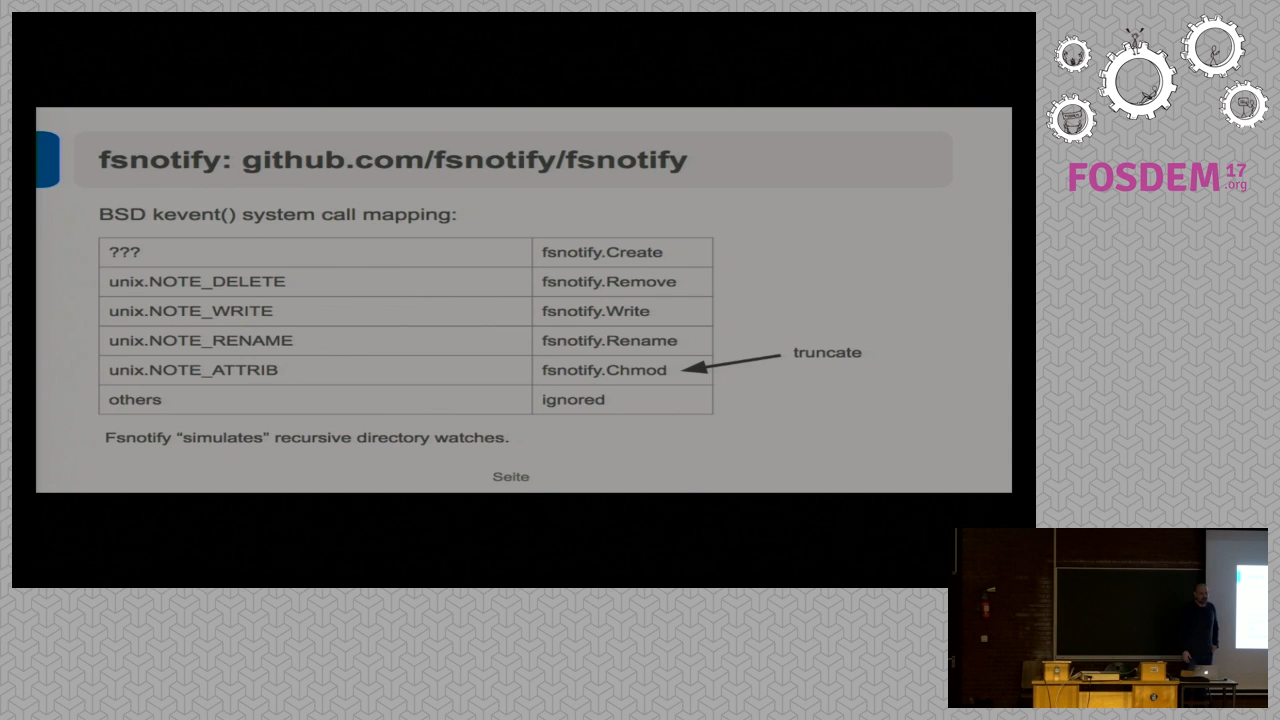 fsnotify: github.com/fsnotify/fsnotify
BSD kevent() system call mapping:
??? fsnotify.Create
unix.NOTE_DELETE fsnotify.Remove
unix.NOTE_WRITE fsnotify.Write
unix.NOTE_RENAME fsnotify.Rename
unix.NOTE_ATTRIB fsnotify.Chmod
truncate
others ignored
Fsnotify “simulates” recursive directory watches.
Seite
FOSDEM 17
.org